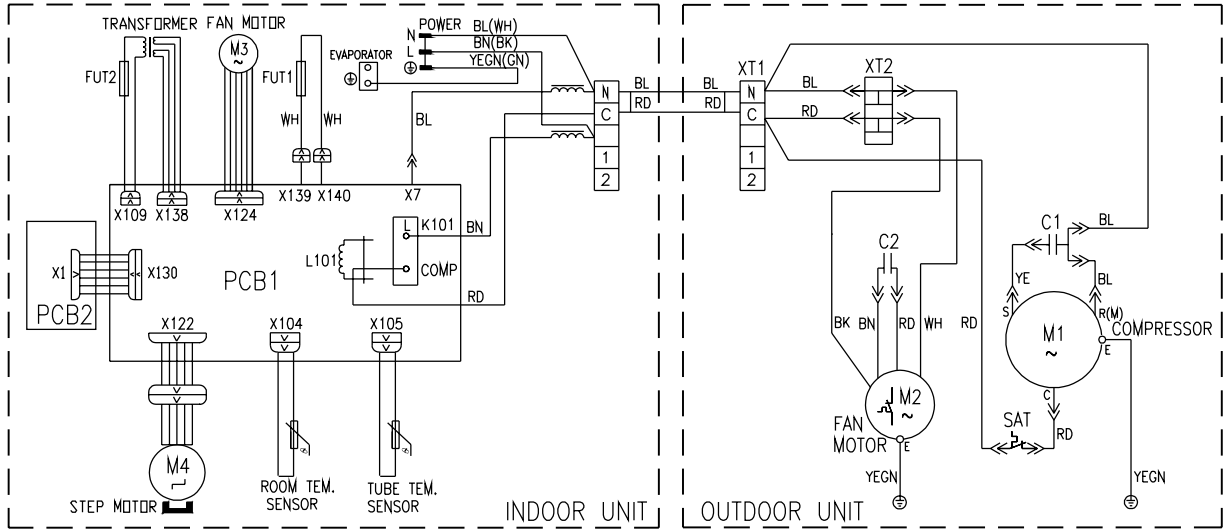 TRANSFORMER FAN MOTOR
M3
~
FUT2
FUT1
EVAPORATOR
POWER
N
L
BL(WH)
BN(BK)
YEGN(GN)
WH
WH
BL
X109
X138
X124
X139
X140
X7
N
C
1
2
BL
RD
BL
RD
XT1
N
C
1
2
XT2
BL
RD
L
K101
BN
L101
COMP
RD
X1
X130
PCB1
PCB2
X122
X104
X105
M4
STEP MOTOR
ROOM TEM.
SENSOR
TUBE TEM.
SENSOR
INDOOR UNIT
C2
BK
BN
RD
WH
RD
M2
~
FAN
MOTOR
E
YEGN
C1
BL
YE
BL
S
R(M)
M1
~
COMPRESSOR
E
C
SAT
RD
YEGN
OUTDOOR UNIT